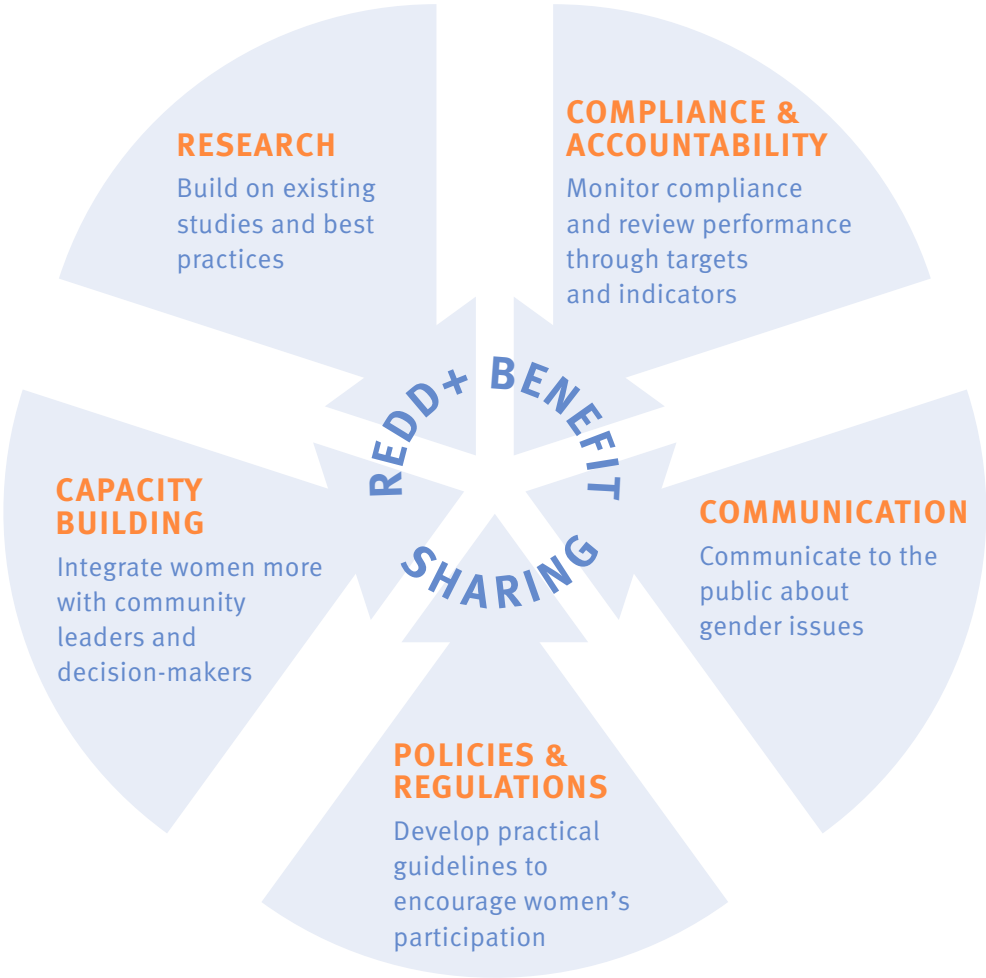 RESEARCH
Build on existing
studies and best
practices
COMPLIANCE &
ACCOUNTABILITY
Monitor compliance
and review performance
through targets
and indicators
REDD+ BENEFIT
SHARING
CAPACITY
BUILDING
Integrate women more
with community
leaders and
decision-makers
COMMUNICATION
Communicate to the
public about
gender issues
POLICIES &
REGULATIONS
Develop practical
guidelines to
encourage women’s
participation